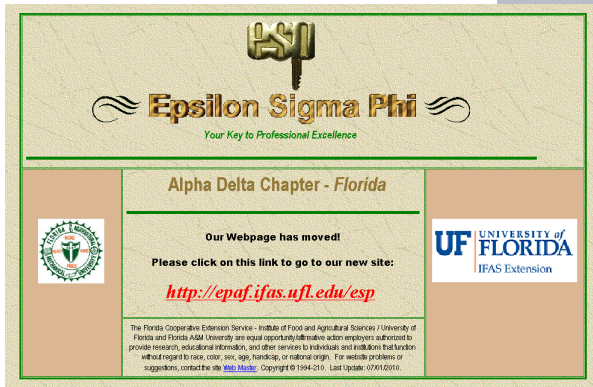 esp
Epsilon Sigma Phi
Your Key to Professional Excellence
Alpha Delta Chapter - Florida
Our Webpage has moved!
Please click on this link to go to our new site:
http://epaf.ifas.ufl.edu/esp
UF UNIVERSITY of
FLORIDA
IFAS Extension
The Florida Cooperative Extension Service - Institute of Food and Agricultural Sciences / University of
Florida and Florida A&M University are equal opportunity/affirmative action employers authorized to
provide research, educational information, and other services to individuals and institutions that function
without regard to race, color, sex, age, handicap, or national origin.  For website problems or
suggestions, contact the site Web Master.  Copyright © 1994-210.  Last Update: 07/01/2010.